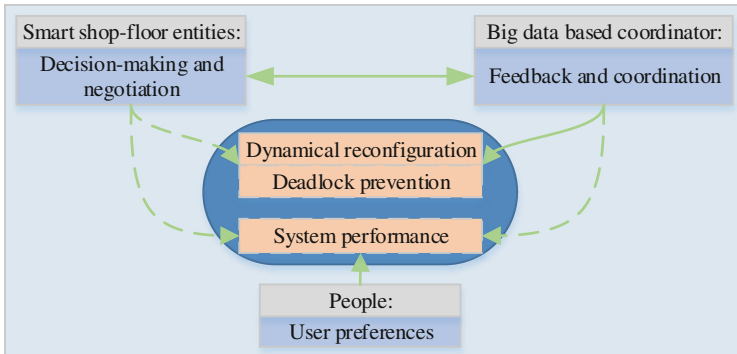 Smart shop-floor entities:
Decision-making and
negotiation
Big data based coordinator:
Feedback and coordination
Dynamical reconfiguration
Deadlock prevention
System performance
People:
User preferences